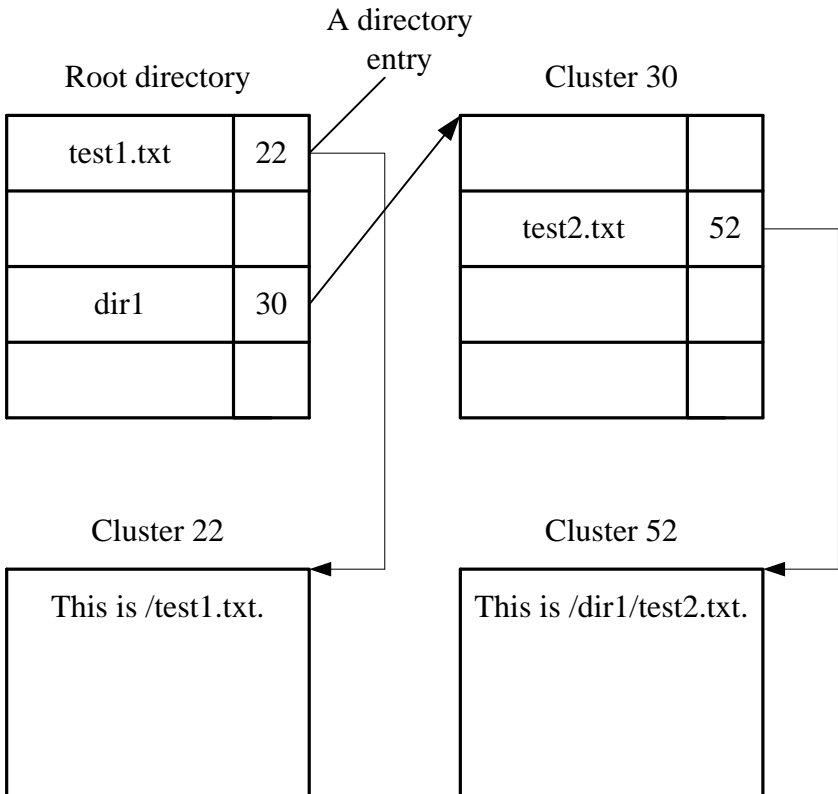 A directory
entry
Root directory
Cluster 30
test1.txt 22
test2.txt 52
dir1 30
Cluster 22
Cluster 52
This is /test1.txt.
This is /dir1/test2.txt.